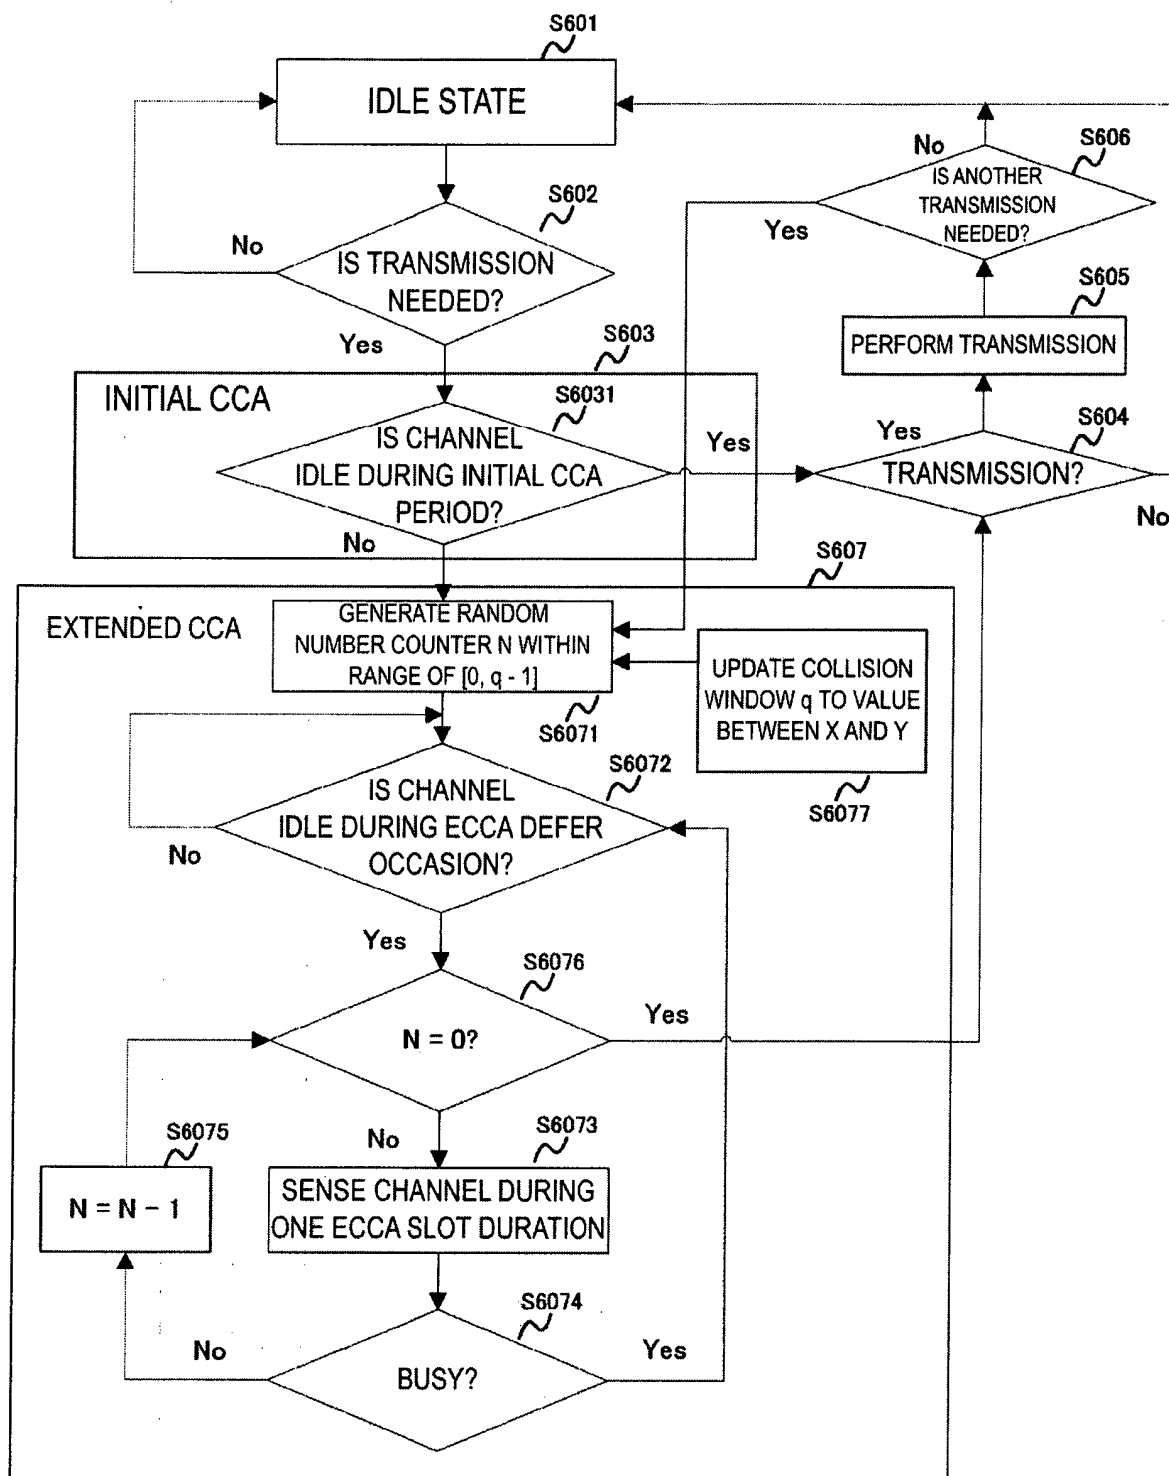 S601
IDLE STATE
S602
No
IS TRANSMISSION
NEEDED?
Yes
No
S606
IS ANOTHER
TRANSMISSION
NEEDED?
Yes
S605
PERFORM TRANSMISSION
S603
INITIAL CCA
S6031
IS CHANNEL
IDLE DURING INITIAL CCA
PERIOD?
Yes
No
Yes
S604
TRANSMISSION?
No
S607
EXTENDED CCA
GENERATE RANDOM
NUMBER COUNTER N WITHIN
RANGE OF [0, q - 1]
S6071
UPDATE COLLISION
WINDOW q TO VALUE
BETWEEN X AND Y
S6077
S6072
IS CHANNEL
IDLE DURING ECCA DEFER
OCCASION?
No
Yes
S6076
N = 0?
Yes
No
S6073
SENSE CHANNEL DURING
ONE ECCA SLOT DURATION
S6075
N = N - 1
S6074
BUSY?
No
Yes